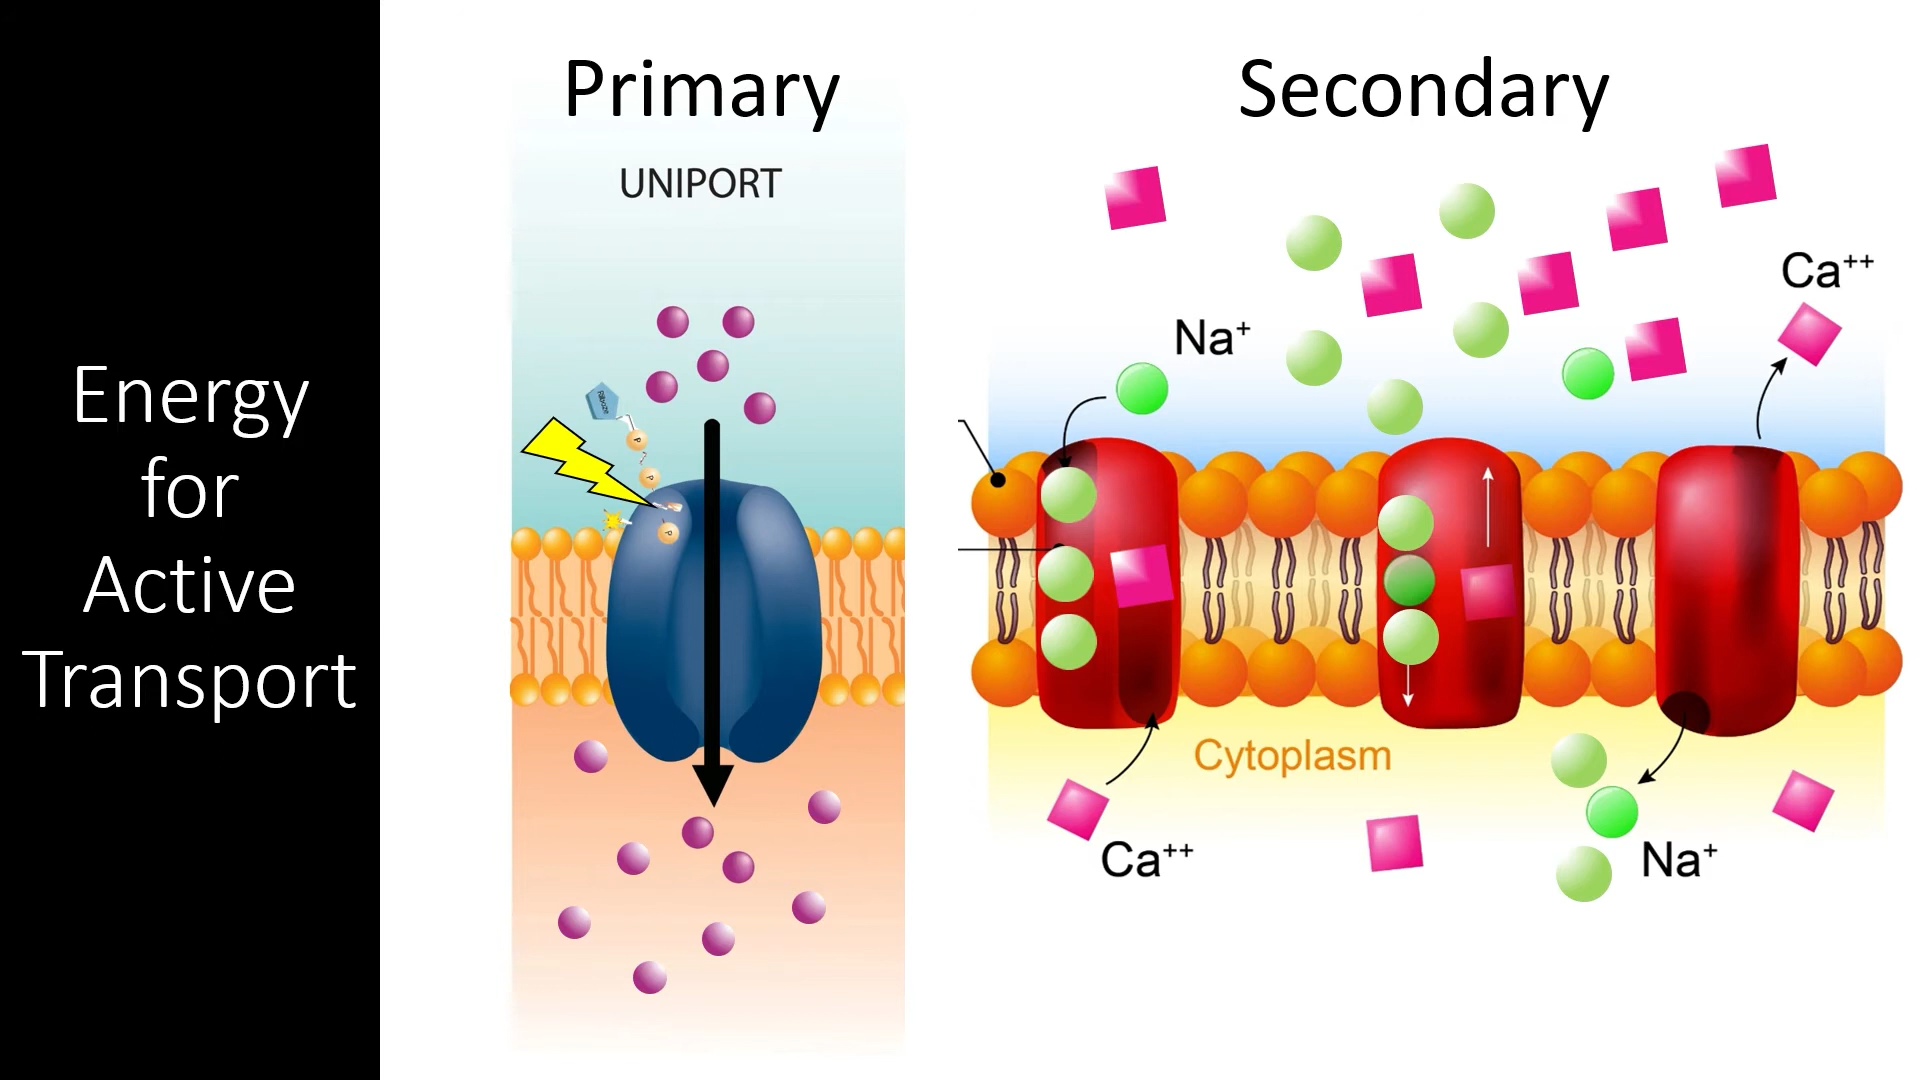 Energy
for
Active
Transport
Primary
UNIPORT
P
P
P
Secondary
Ca⁺⁺
Na⁺
Cytoplasm
Ca⁺⁺
Na⁺